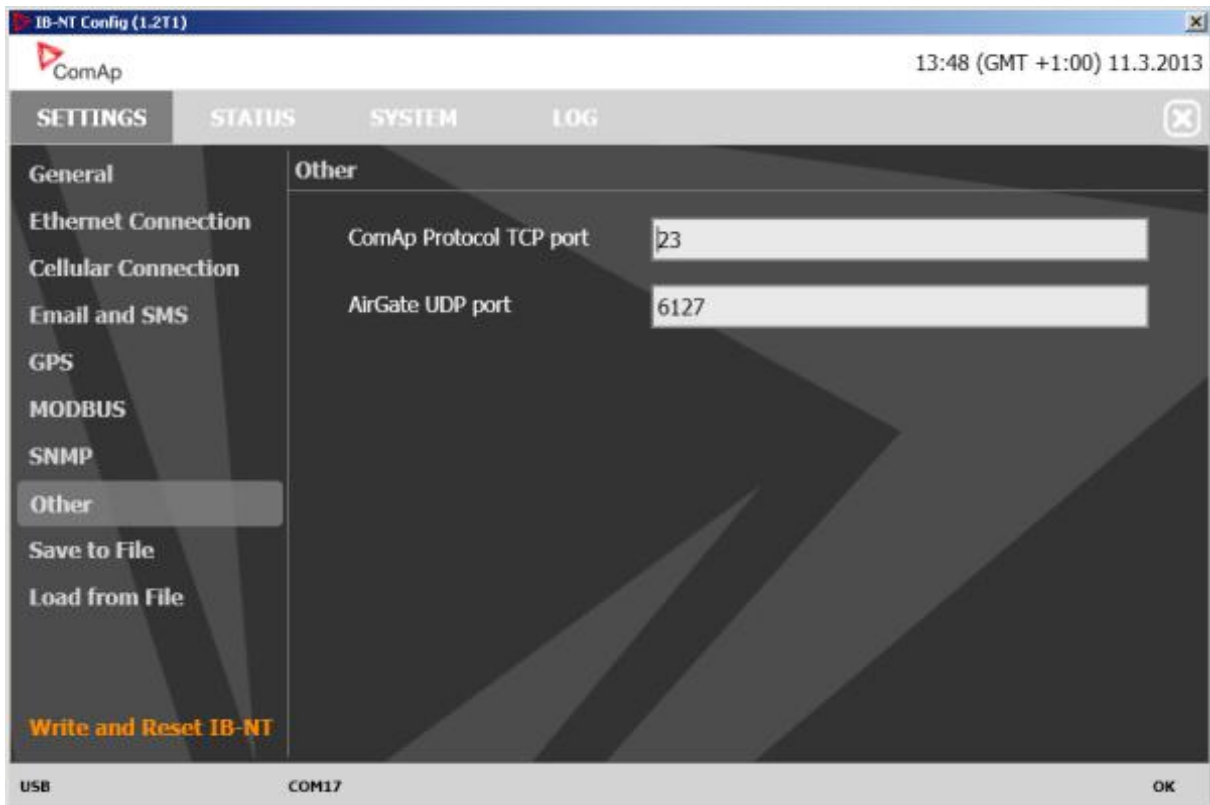 IB-NT Config (1.2T1)
ComAp
13:48 (GMT +1:00) 11.3.2013
SETTINGS STATUS SYSTEM LOG
General
Ethernet Connection
Cellular Connection
Email and SMS
GPS
MODBUS
SNMP
Other
Save to File
Load from File
Write and Reset IB-NT
Other
ComAp Protocol TCP port 23
AirGate UDP port 6127
USB COM17 OK